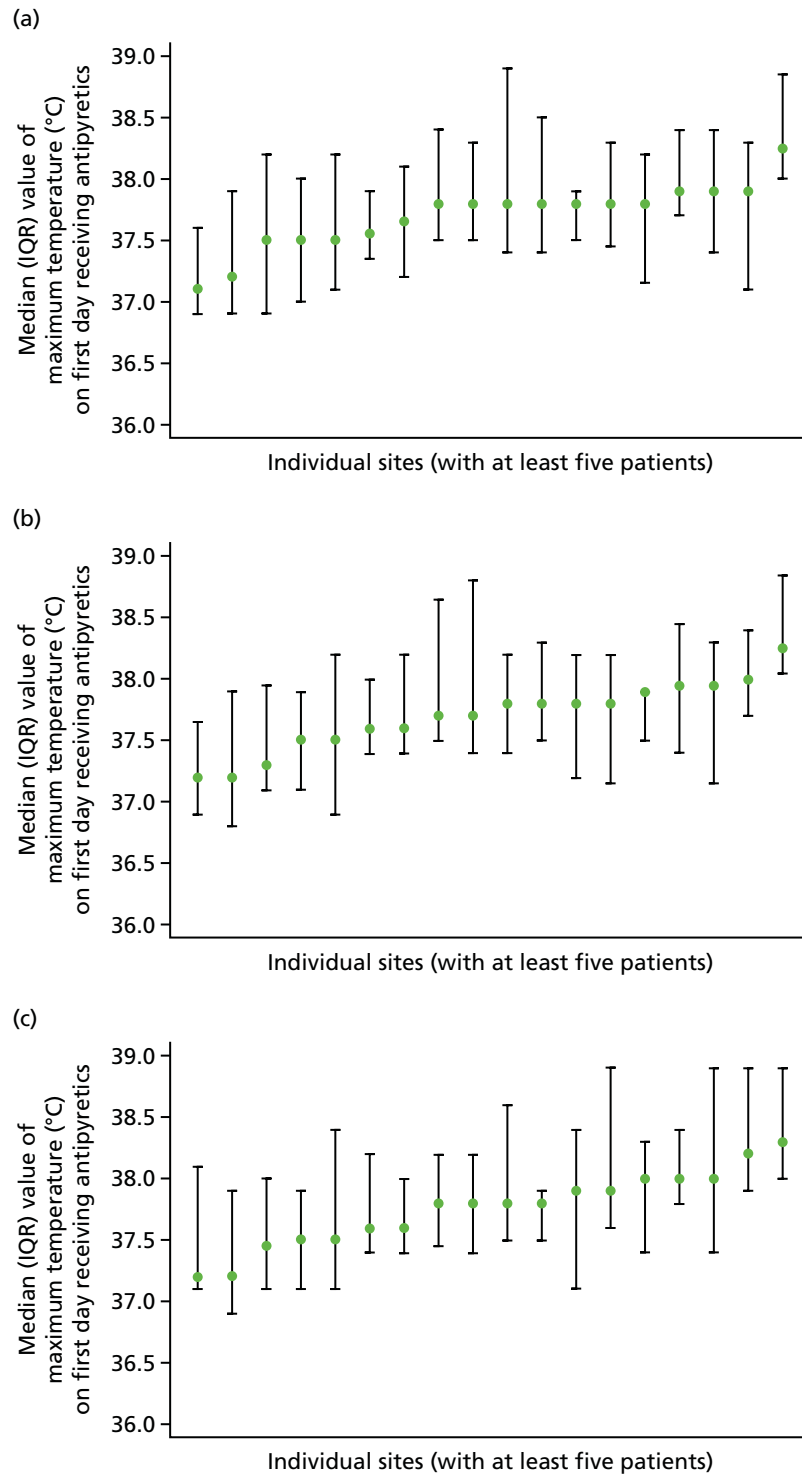 (a)
Median (IQR) value of
maximum temperature (°C)
on first day receiving antipyretics
39.0
38.5
38.0
37.5
37.0
36.5
36.0
Individual sites (with at least five patients)
(b)
Median (IQR) value of
maximum temperature (°C)
on first day receiving antipyretics
39.0
38.5
38.0
37.5
37.0
36.5
36.0
Individual sites (with at least five patients)
(c)
Median (IQR) value of
maximum temperature (°C)
on first day receiving antipyretics
39.0
38.5
38.0
37.5
37.0
36.5
36.0
Individual sites (with at least five patients)